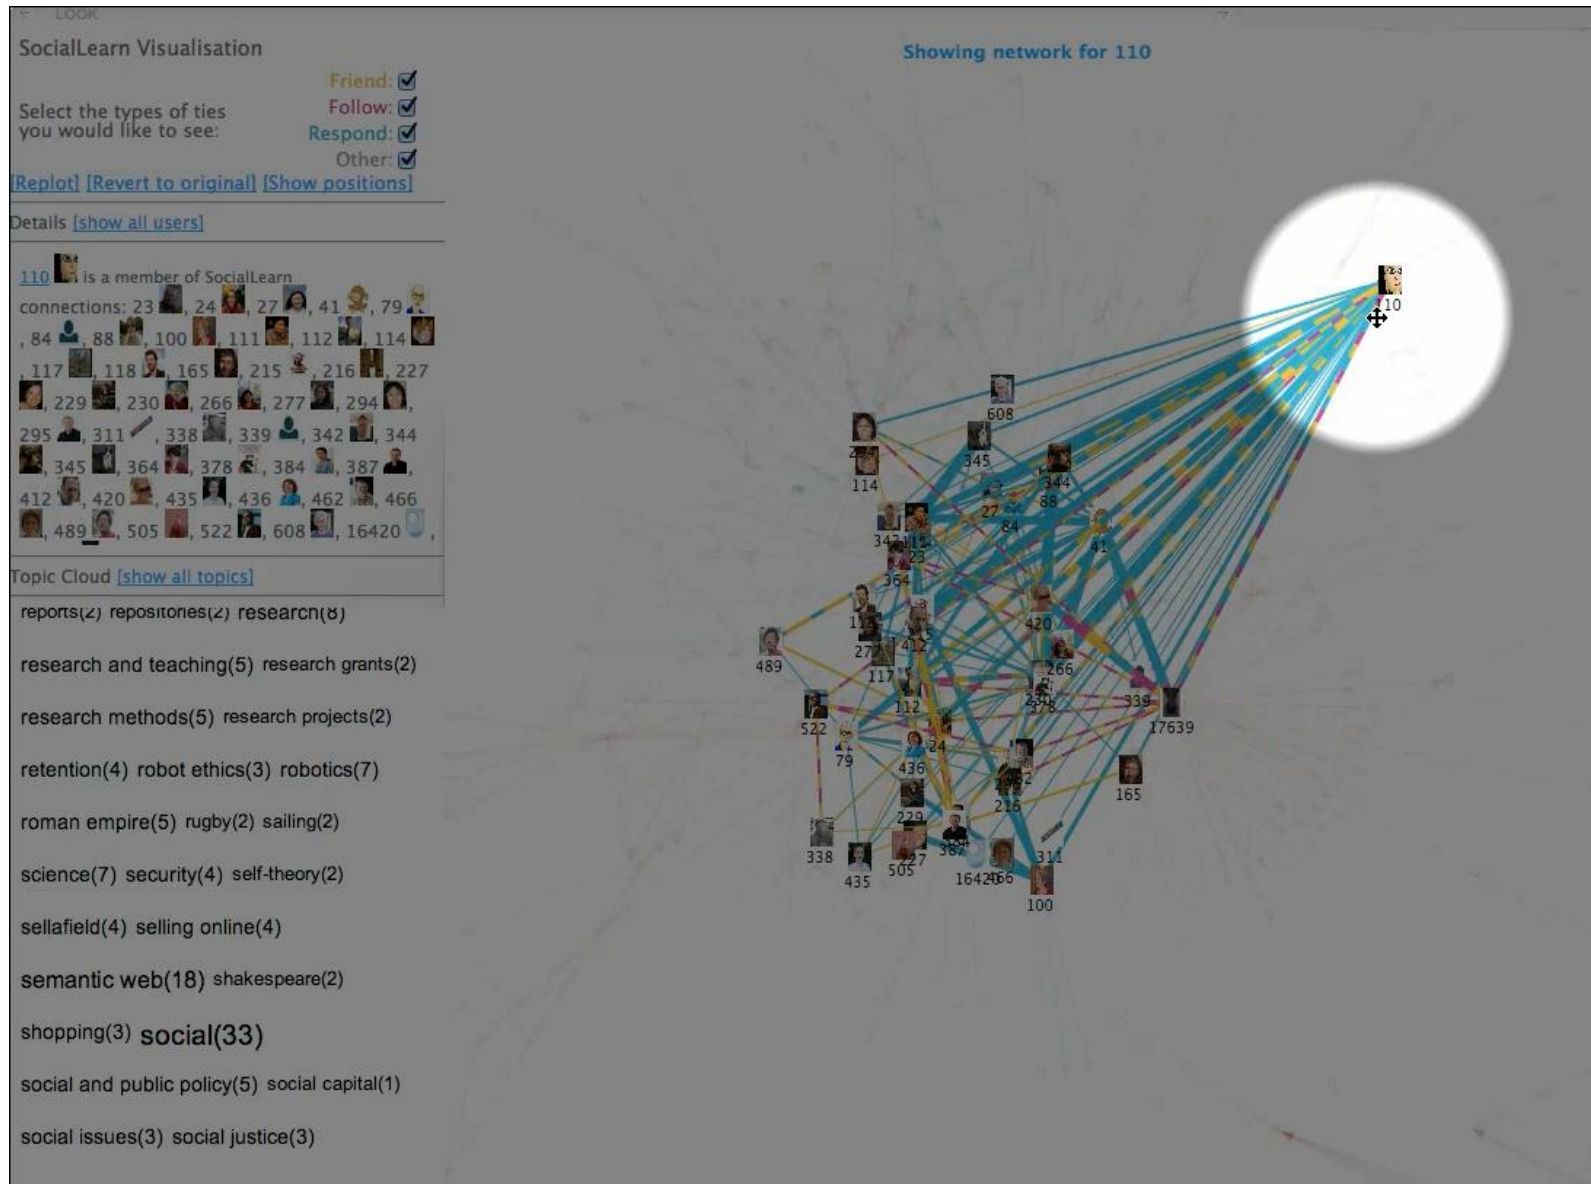 LOOK
SocialLearn Visualisation
Showing network for 110
Friend:
Select the types of ties
you would like to see:
Follow:
Respond:
Other:
[Replot] [Revert to original] [Show positions]
Details [show all users]
110 is a member of SocialLearn
connections: 23 , 24 , 27 , 41 , 79
, 84 , 88 , 100 , 111 , 112 , 114
, 117 , 118 , 165 , 215 , 216 , 227
, 229 , 230 , 266 , 277 , 294 ,
295 , 311 , 338 , 339 , 342 , 344
, 345 , 364 , 378 , 384 , 387 ,
412 , 420 , 435 , 436 , 462 , 466
, 489 , 505 , 522 , 608 , 16420 ,
Topic Cloud [show all topics]
reports(2) repositories(2) research(8)
research and teaching(5) research grants(2)
research methods(5) research projects(2)
retention(4) robot ethics(3) robotics(7)
roman empire(5) rugby(2) sailing(2)
science(7) security(4) self-theory(2)
sellafield(4) selling online(4)
semantic web(18) shakespeare(2)
shopping(3) social(33)
social and public policy(5) social capital(1)
social issues(3) social justice(3)
110
608
345
114
344
88
27
84
41
23
364
420
412
277
117
266
489
112
378
339
17639
522
24
79
436
165
216
229
338
387
311
435
505
227
16420
466
100